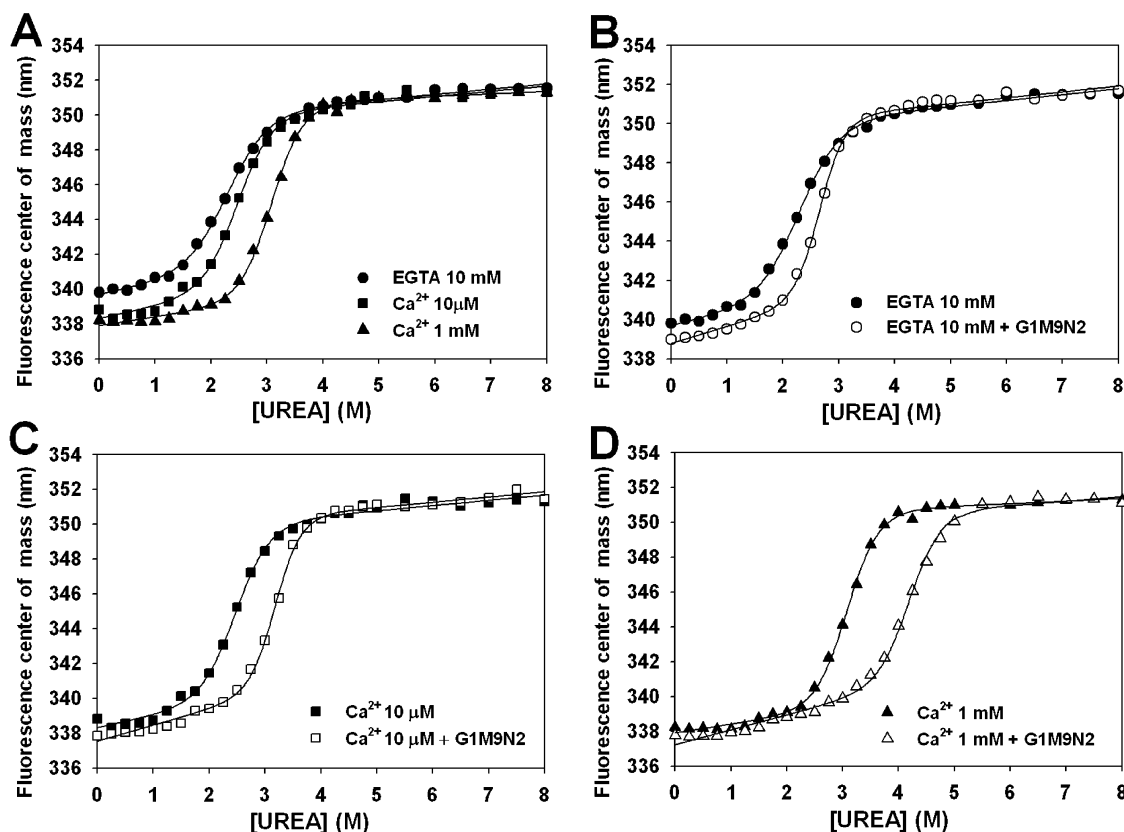 A
Fluorescence center of mass (nm)
354
352
350
348
346
344
342
340
338
336
EGTA 10 mM
Ca2+ 10μM
Ca2+ 1 mM
0 1 2 3 4 5 6 7 8
[UREA] (M)
B
Fluorescence center of mass (nm)
354
352
350
348
346
344
342
340
338
EGTA 10 mM
EGTA 10 mM + G1M9N2
0 1 2 3 4 5 6 7 8
[UREA] (M)
C
Fluorescence center of mass (nm)
354
352
350
348
346
344
342
340
338
336
Ca2+ 10 μM
Ca2+ 10 μM + G1M9N2
0 1 2 3 4 5 6 7 8
[UREA] (M)
D
Fluorescence center of mass (nm)
354
352
350
348
346
344
342
340
338
336
Ca2+ 1 mM
Ca2+ 1 mM + G1M9N2
0 1 2 3 4 5 6 7 8
[UREA] (M)